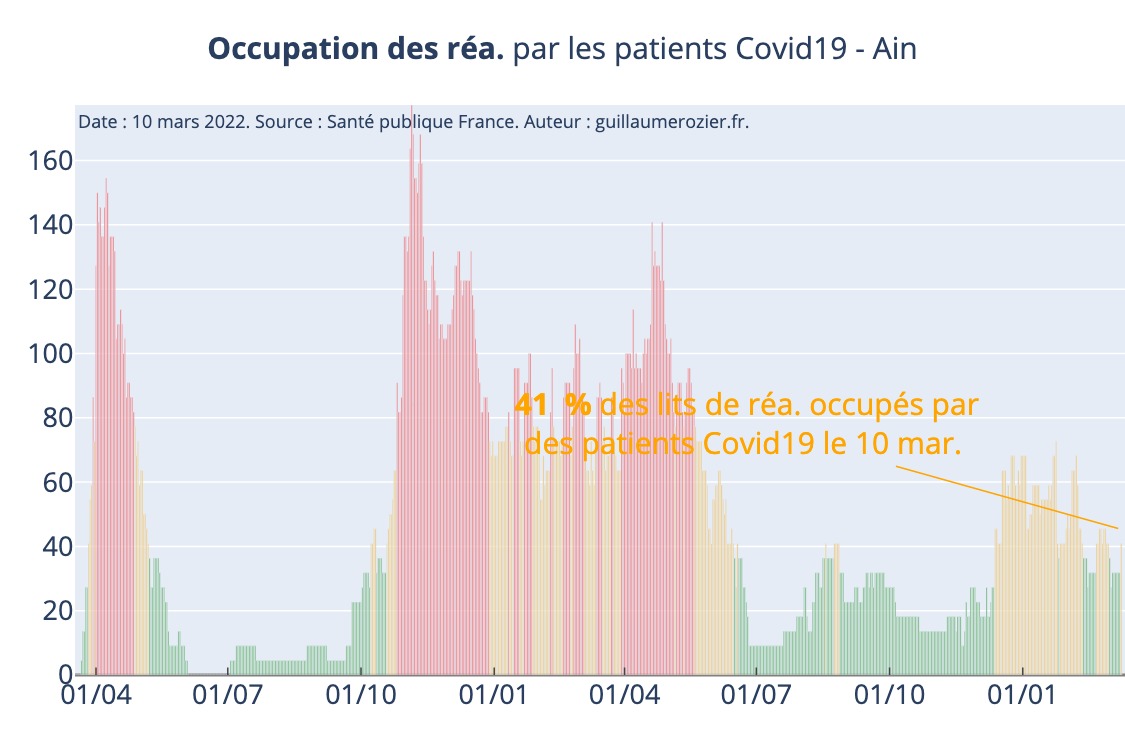 Occupation des réa. par les patients Covid19 - Ain
Date : 10 mars 2022. Source : Santé publique France. Auteur : guillaumerozier.fr.
160
140
120
100
80
60
40
20
0
41 % des lits de réa. occupés par
des patients Covid19 le 10 mar.
01/04 01/07 01/10 01/01 01/04 01/07 01/10 01/01